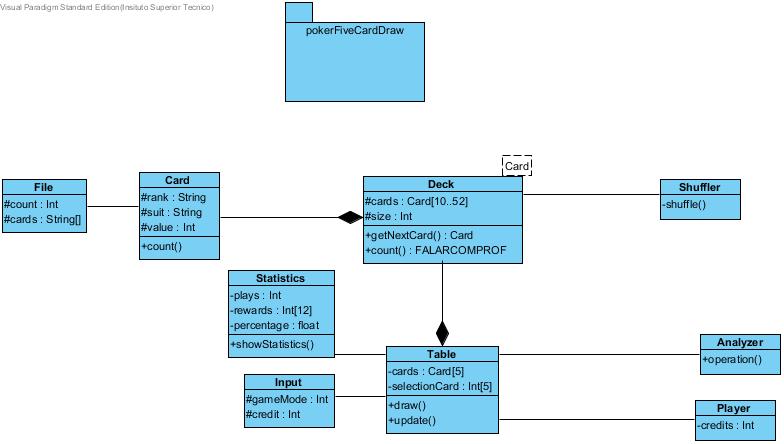 Visual Paradigm Standard Edition(Insituto Superior Tecnico)
pokerFiveCardDraw
File
#count : Int
#cards : String[]
Card
#rank : String
#suit : String
#value : Int
+count()
Card
Deck
#cards : Card[10..52]
#size : Int
+getNextCard() : Card
+count() : FALARCOMPROF
Shuffler
-shuffle()
Statistics
-plays : Int
-rewards : Int[12]
-percentage : float
+showStatistics()
Input
#gameMode : Int
#credit : Int
Table
-cards : Card[5]
-selectionCard : Int[5]
+draw()
+update()
Analyzer
+operation()
Player
-credits : Int